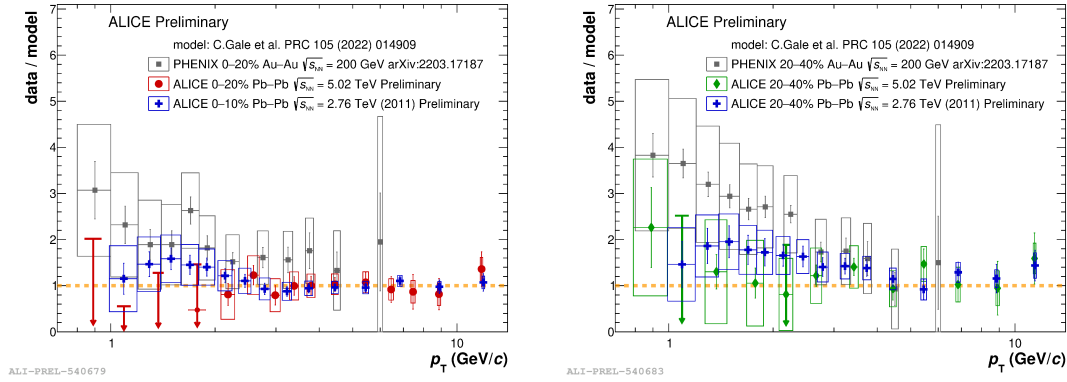 ALICE Preliminary
model: C.Gale et al. PRC 105 (2022) 014909
PHENIX 0–20% Au–Au √sNN = 200 GeV arXiv:2203.17187
ALICE 0–20% Pb–Pb √sNN = 5.02 TeV Preliminary
ALICE 0–10% Pb–Pb √sNN = 2.76 TeV (2011) Preliminary
data / model
7
6
5
4
3
2
1
0
1
10
pT (GeV/c)
ALI-PREL-540679
ALICE Preliminary
model: C.Gale et al. PRC 105 (2022) 014909
PHENIX 20–40% Au–Au √sNN = 200 GeV arXiv:2203.17187
ALICE 20–40% Pb–Pb √sNN = 5.02 TeV Preliminary
ALICE 20–40% Pb–Pb √sNN = 2.76 TeV (2011) Preliminary
data / model
7
6
5
4
3
2
1
0
1
10
pT (GeV/c)
ALI-PREL-540683